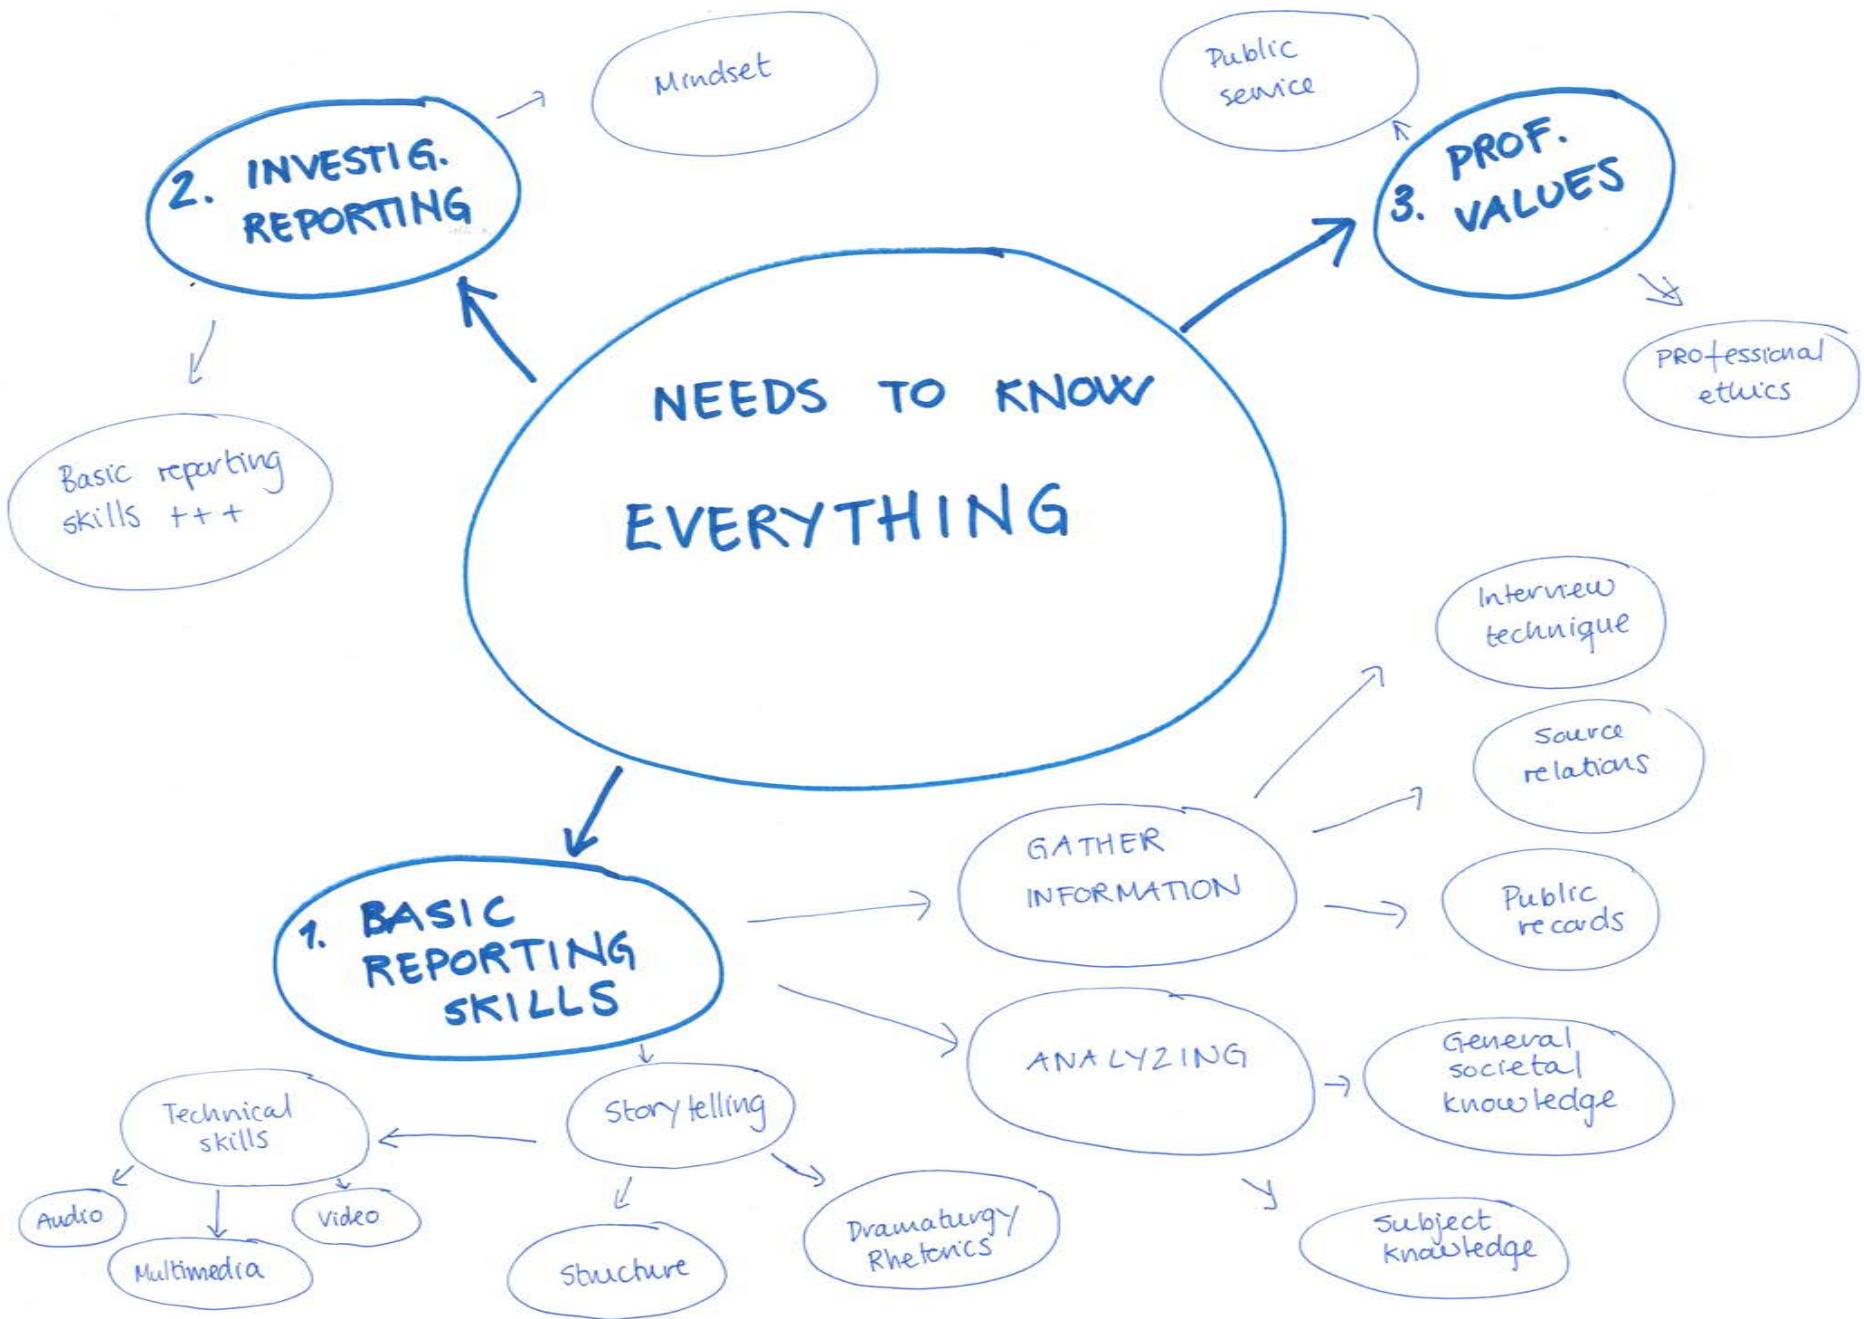 Mindset
Public
service
2. INVESTIG.
REPORTING
3. PROF.
VALUES
NEEDS TO KNOW
EVERYTHING
PROfessional
ethics
Basic reporting
skills +++
Interview
technique
Source
relations
GATHER
INFORMATION
Public
records
1. BASIC
REPORTING
SKILLS
ANALYZING
General
societal
knowledge
Technical
skills
Storytelling
Audio
Multimedia
Video
Structure
Dramaturgy
Rhetorics
Subject
knowledge